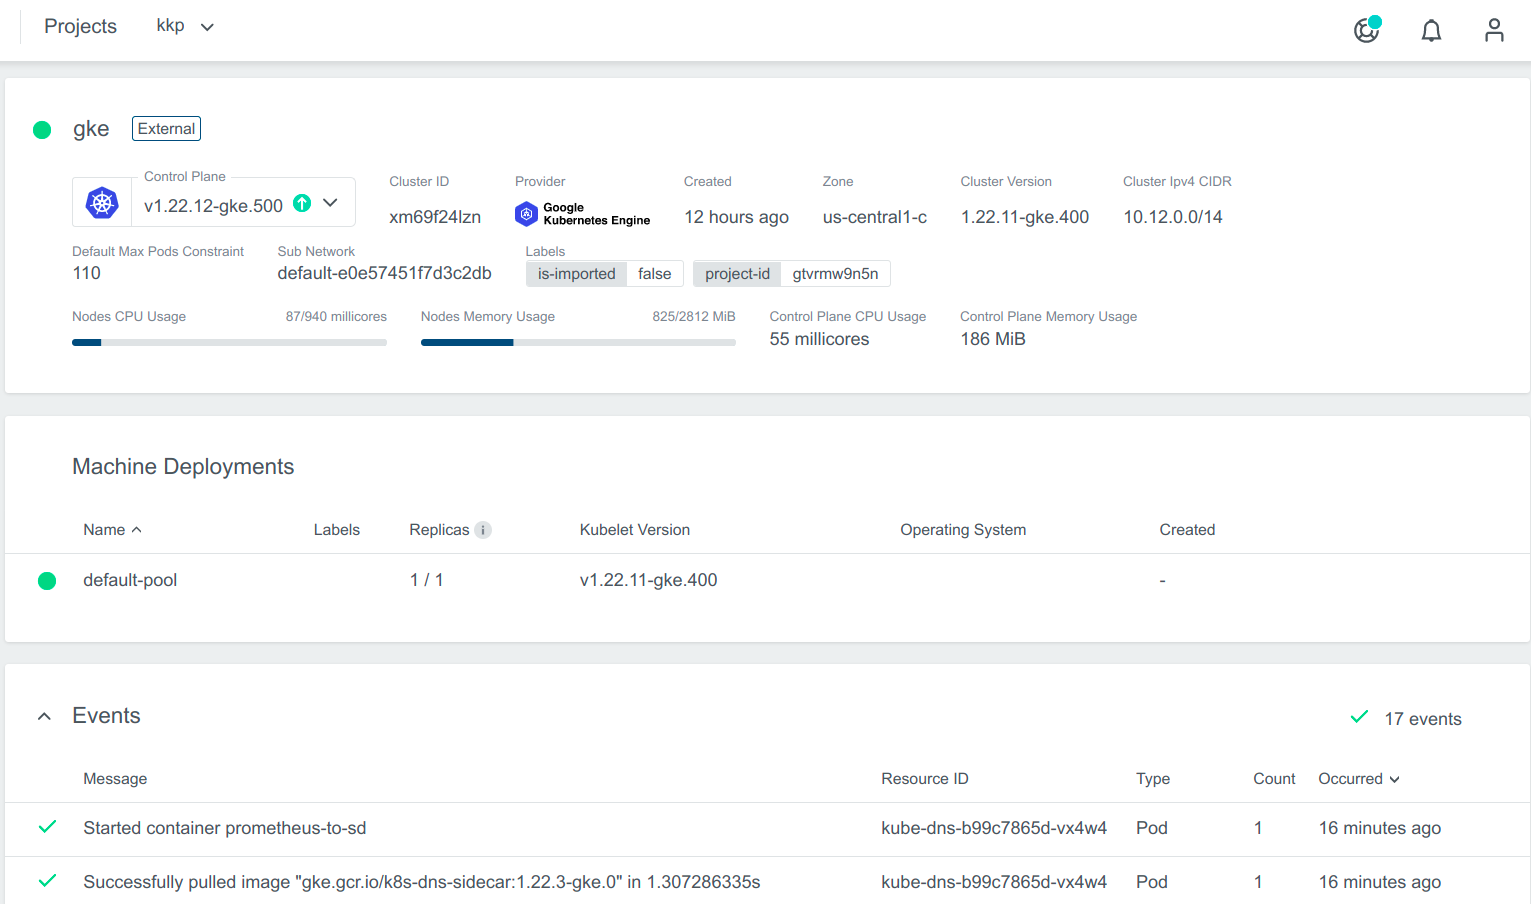 Projects kkp
gke External
Control Plane
v1.22.12-gke.500
Cluster ID
xm69f24lzn
Provider
Google
Kubernetes Engine
Created
12 hours ago
Zone
us-central1-c
Cluster Version
1.22.11-gke.400
Cluster Ipv4 CIDR
10.12.0.0/14
Default Max Pods Constraint
110
Sub Network
default-e0e57451f7d3c2db
Labels
is-imported false project-id gtvrmw9n5n
Nodes CPU Usage 87/940 millicores
Nodes Memory Usage 825/2812 MiB
Control Plane CPU Usage
55 millicores
Control Plane Memory Usage
186 MiB
Machine Deployments
Name Labels Replicas i Kubelet Version Operating System Created
default-pool 1 / 1 v1.22.11-gke.400 -
Events 17 events
Message Resource ID Type Count Occurred
Started container prometheus-to-sd kube-dns-b99c7865d-vx4w4 Pod 1 16 minutes ago
Successfully pulled image "gke.gcr.io/k8s-dns-sidecar:1.22.3-gke.0" in 1.307286335s kube-dns-b99c7865d-vx4w4 Pod 1 16 minutes ago